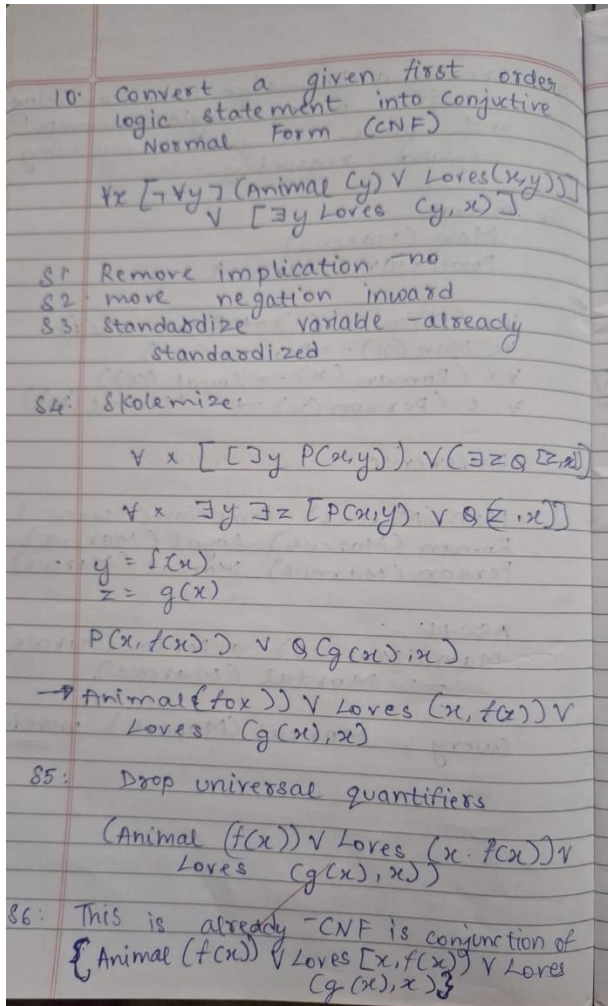 10. Convert a given first order
logic statement into Conjuctive
Normal Form (CNF)
∀x [¬∀y ¬ (Animal (y) ∨ Loves(x,y))]
∨ [∃y Loves (y, x)]
S1 Remove implication -no
S2. move negation inward
S3: Standardize variable -already
standardized
S4: Skolemize:
∀ x [[∃y P(x,y)) ∨ (∃z Q [z,x)]
∀ x ∃y ∃z [P(x,y) ∨ Q(z, x]]
y = f(x)
z = g(x)
P(x, f(x)) ∨ Q (g(x), x)
→ Animal (f(x))) ∨ Loves (x, f(x)) ∨
Loves (g(x), x)
S5: Drop universal quantifiers
(Animal (f(x)) ∨ Loves (x. f(x)) ∨
Loves (g(x), x))
S6: This is already -CNF is conjunction of
{Animal (f(x)) ∨ Loves [x, f(x)) ∨ Loves
(g(x), x)}